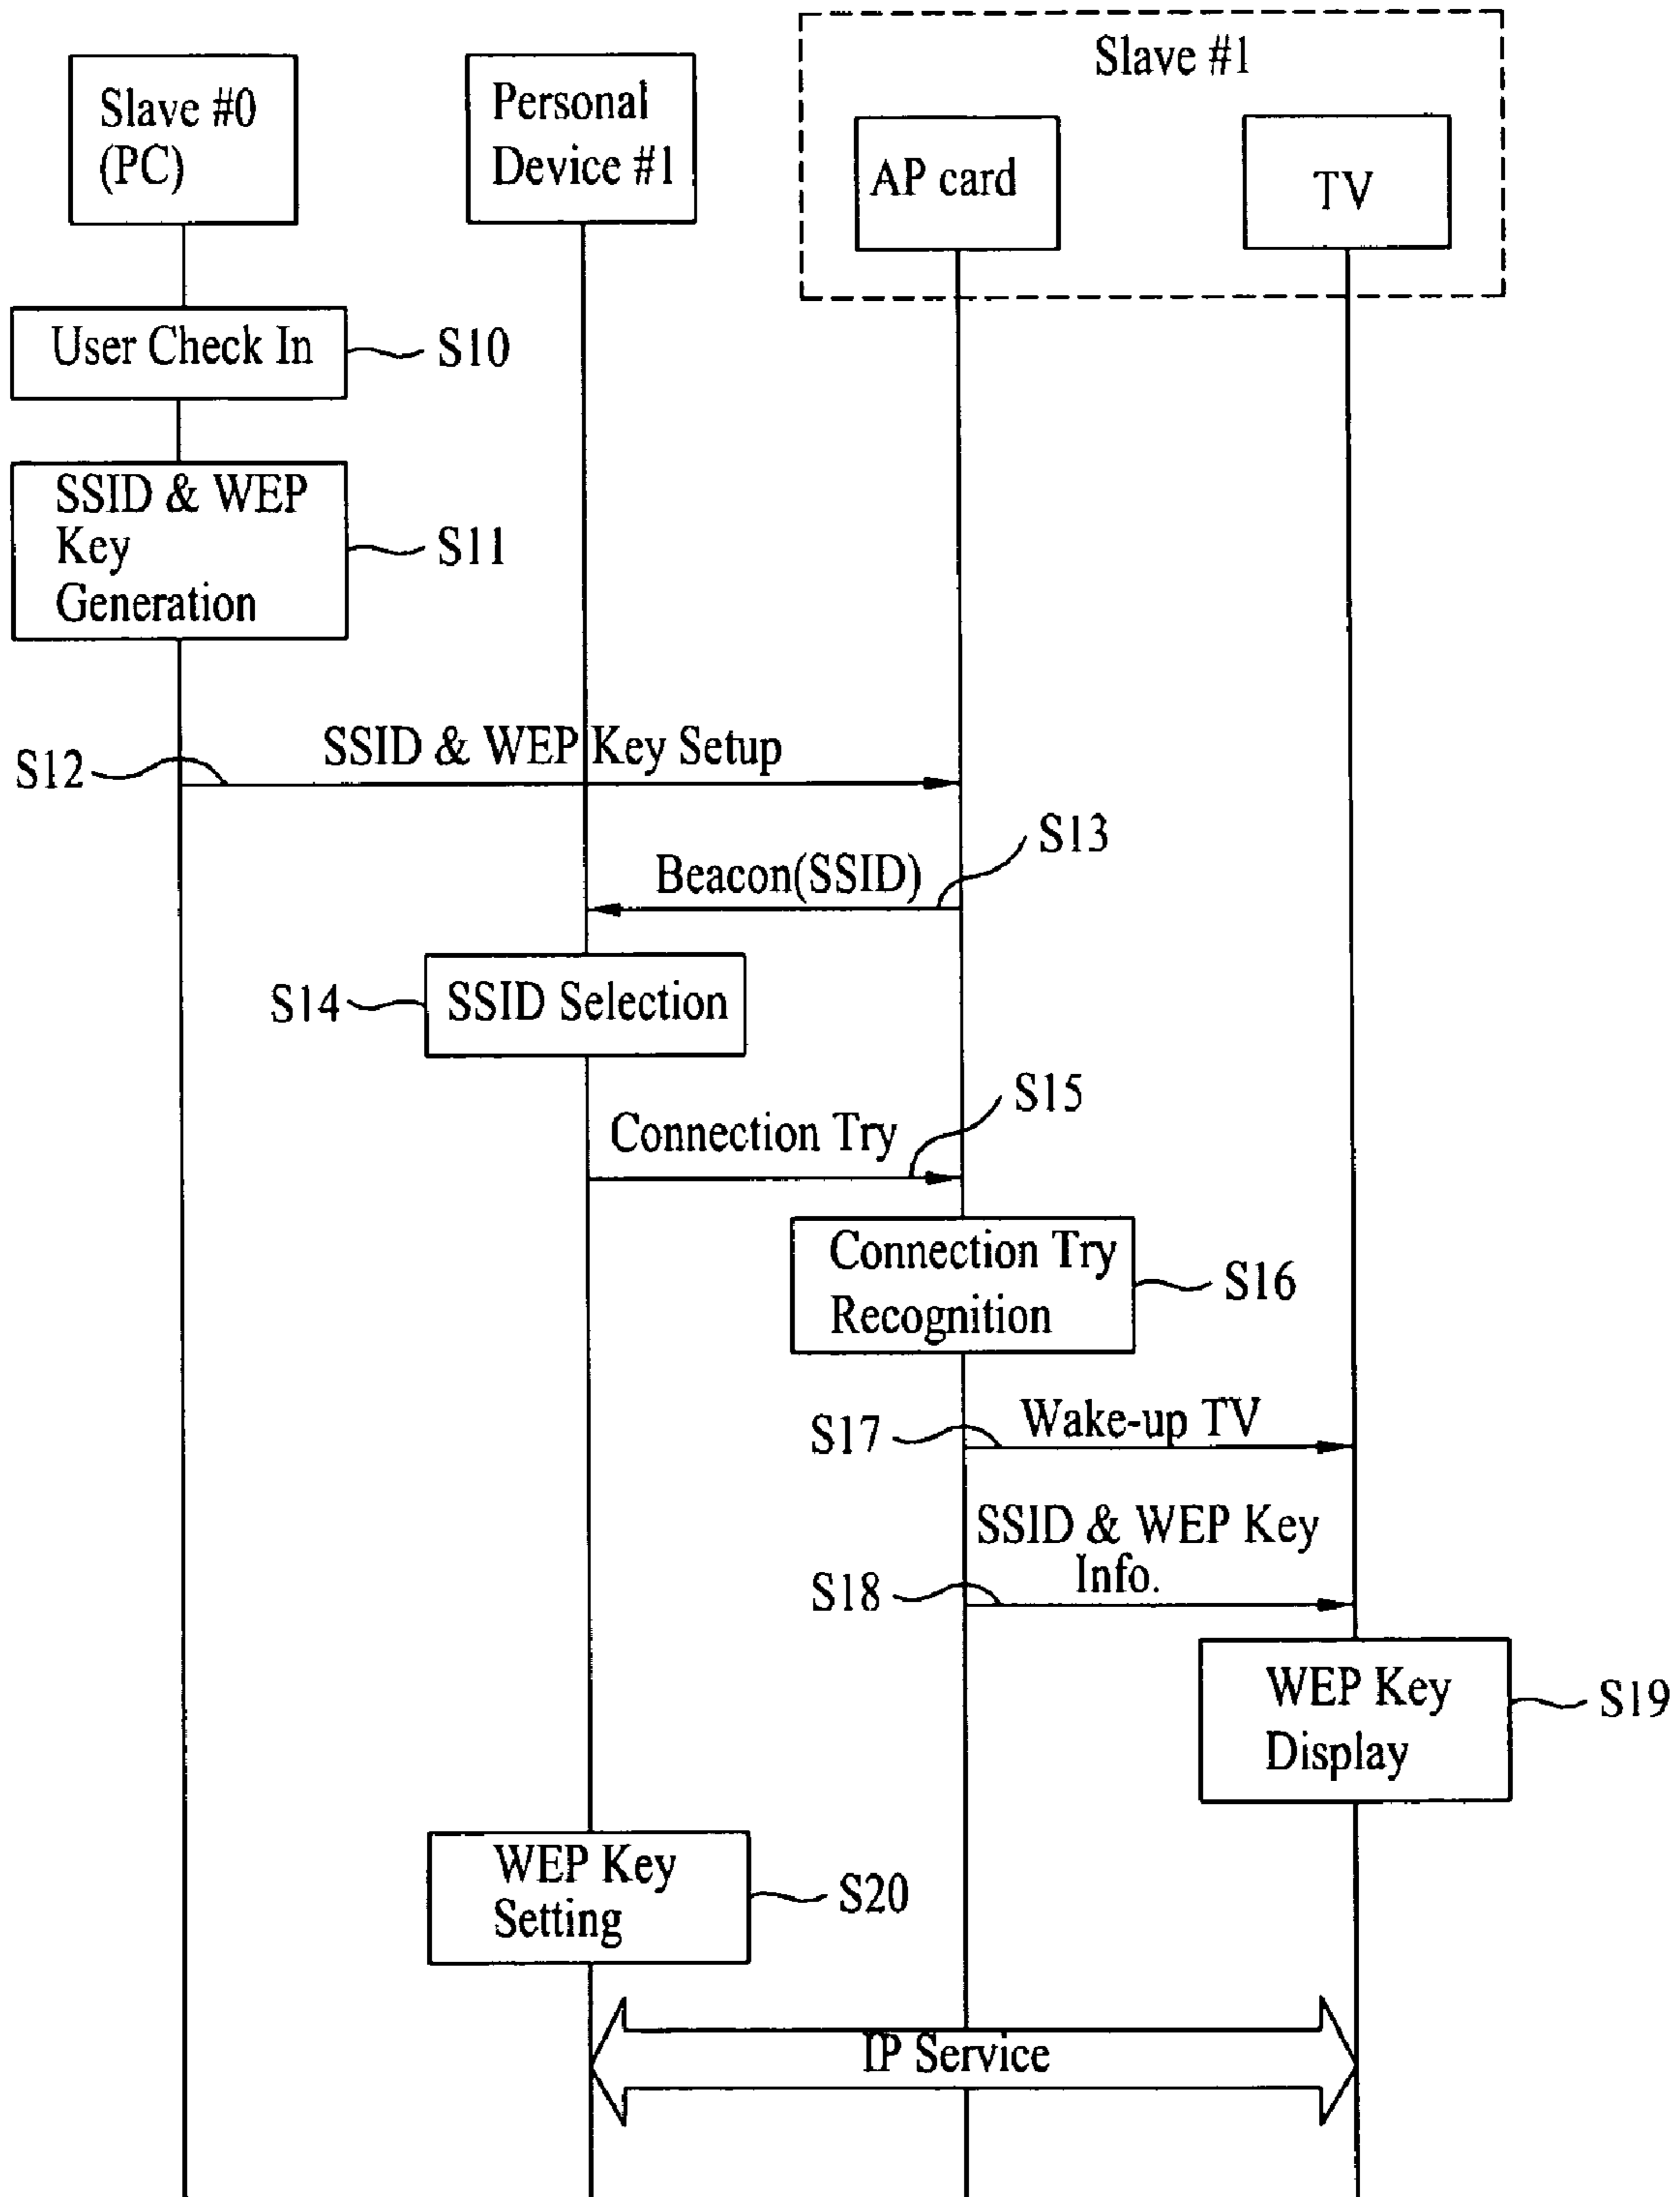 Slave #1
Slave #0
(PC)
Personal
Device #1
AP card
TV
User Check In
S10
SSID & WEP
Key
Generation
S11
S12
SSID & WEP Key Setup
S13
Beacon(SSID)
S14
SSID Selection
S15
Connection Try
Connection Try
Recognition
S16
S17
Wake-up TV
SSID & WEP Key
Info.
S18
WEP Key
Display
S19
WEP Key
Setting
S20
IP Service